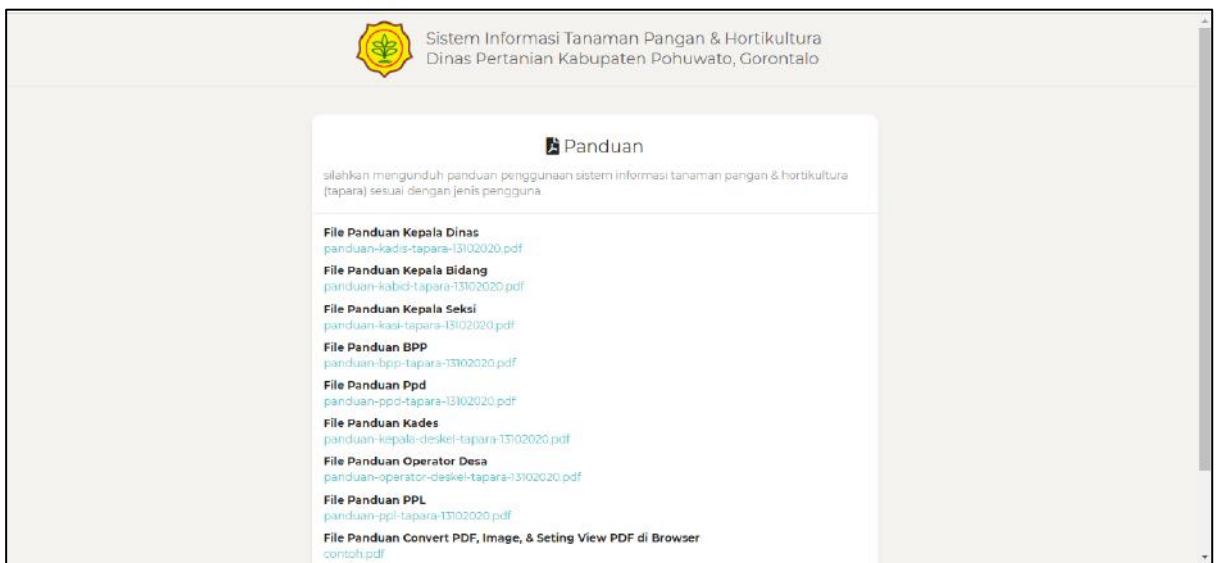 Sistem Informasi Tanaman Pangan & Hortikultura
Dinas Pertanian Kabupaten Pohuwato, Gorontalo
Panduan
silahkan mengunduh panduan penggunaan sistem informasi tanaman pangan & hortikultura
(tapara) sesuai dengan jenis pengguna.
File Panduan Kepala Dinas
panduan-kadis-tapara-13102020.pdf
File Panduan Kepala Bidang
panduan-kabid-tapara-13102020.pdf
File Panduan Kepala Seksi
panduan-kasi-tapara-13102020.pdf
File Panduan BPP
panduan-bpp-tapara-13102020.pdf
File Panduan Ppd
panduan-ppd-tapara-13102020.pdf
File Panduan Kades
panduan-kepala-deskel-tapara-13102020.pdf
File Panduan Operator Desa
panduan-operator-deskel-tapara-13102020.pdf
File Panduan PPL
panduan-ppl-tapara-13102020.pdf
File Panduan Convert PDF, Image, & Seting View PDF di Browser
contoh.pdf